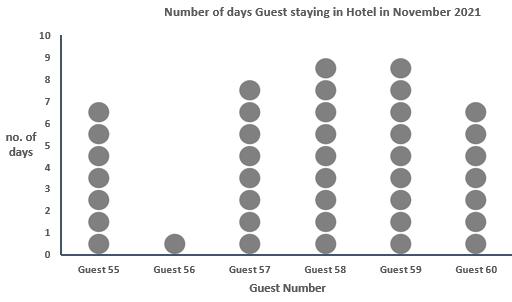 Number of days Guest staying in Hotel in November 2021
10
9
8
7
6
5
4
3
2
1
0
no. of
days
Guest 55 Guest 56 Guest 57 Guest 58 Guest 59 Guest 60
Guest Number